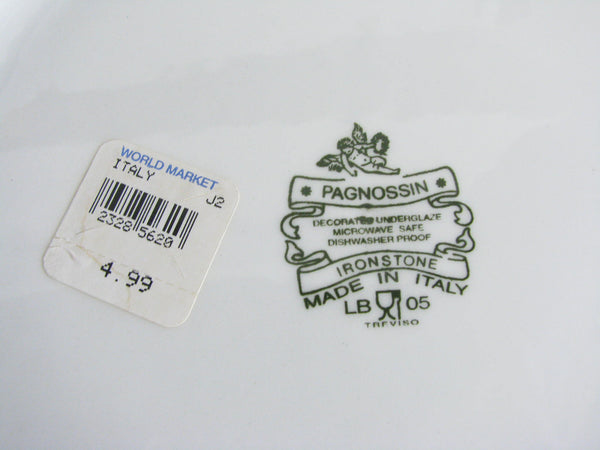 WORLD MARKET
ITALY J2
2328 5620
4.99
PAGNOSSIN
DECORATED UNDERGLAZE
MICROWAVE SAFE
DISHWASHER PROOF
IRONSTONE
MADE IN ITALY
LB 05
TREVISO